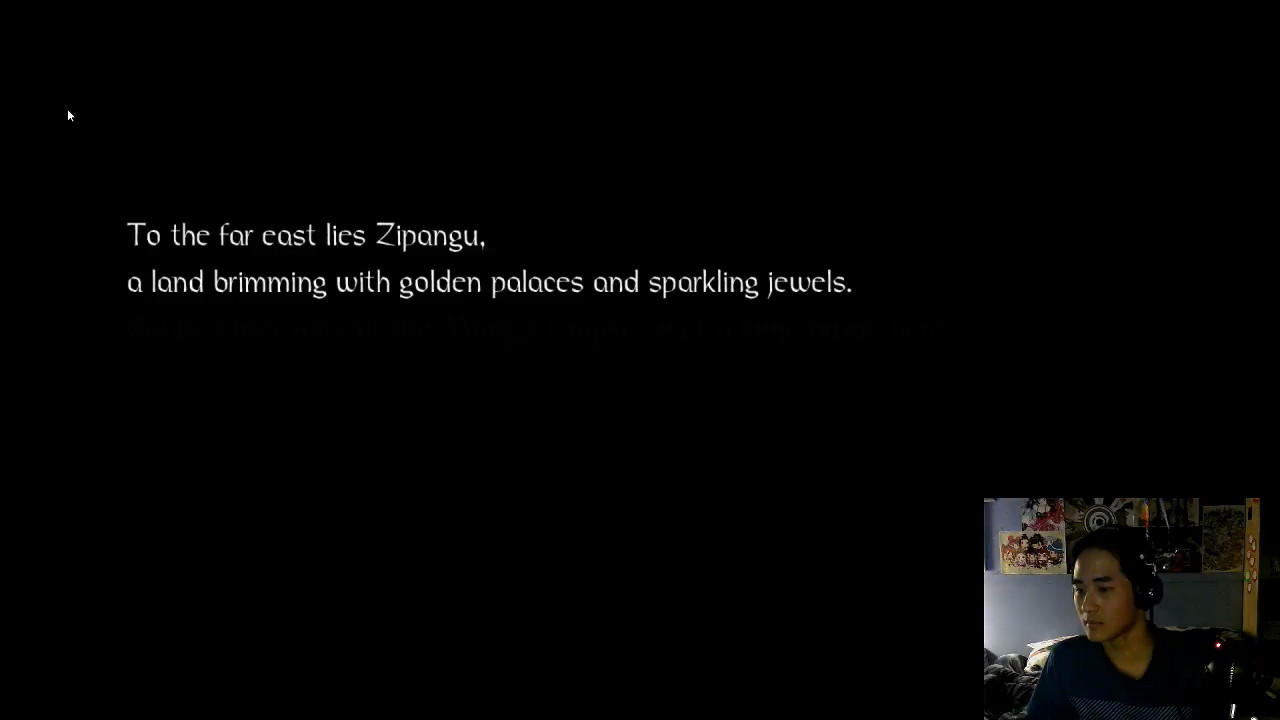 To the far east lies Zipangu,
a land brimming with golden palaces and sparkling jewels.